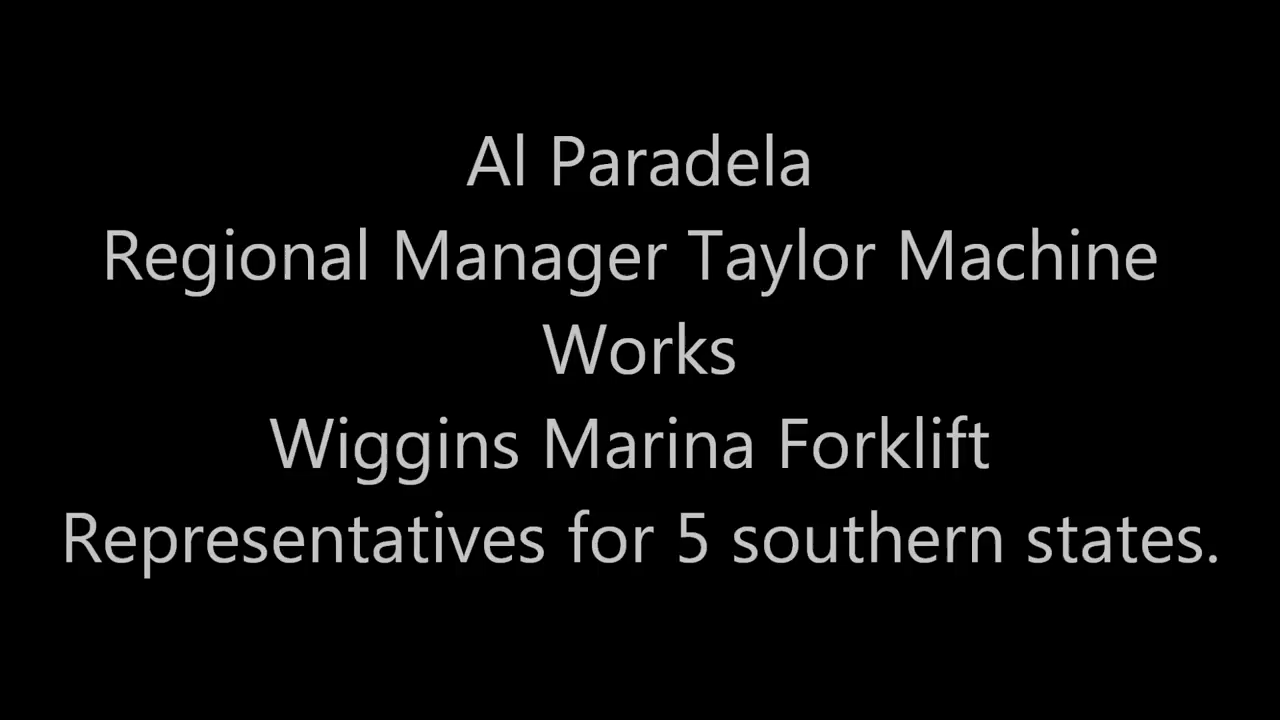 Al Paradela
Regional Manager Taylor Machine
Works
Wiggins Marina Forklift
Representatives for 5 southern states.